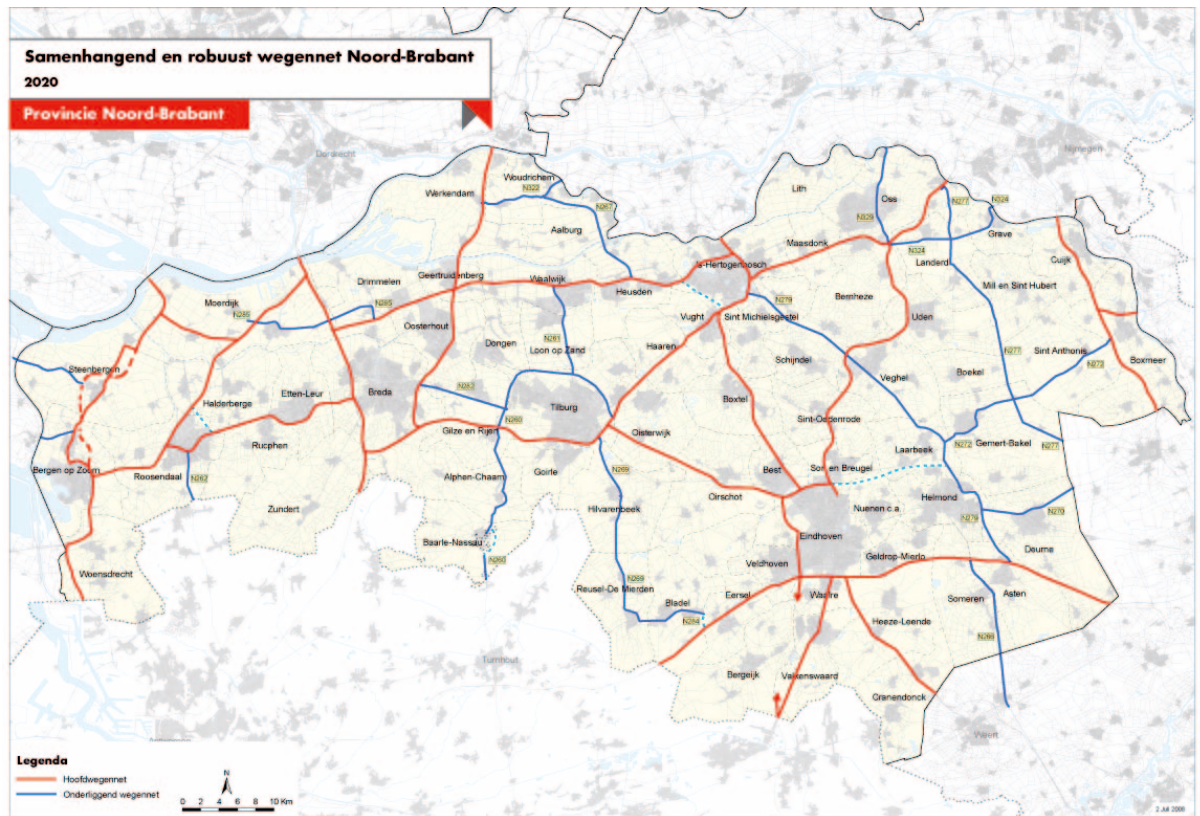 Samenhangend en robuust wegennet Noord-Brabant
2020
Provincie Noord-Brabant
Dordrecht
Nijmegen
Woudrichem
Werkendam
N322
N267
Aalburg
Lith
Oss
N329
N277
N324
Maasdonk
N324
Grave
Landerd
Cuijk
's-Hertogenbosch
Geertruidenberg
Waalwijk
Heusden
Drimmelen
Moerdijk
N285
N285
Mill en Sint Hubert
N279
Bernheze
Vught
Sint Michielsgestel
Uden
Oosterhout
Dongen
N261
Loon op Zand
Haaren
Schijndel
N277
Sint Anthonis
Boxmeer
N272
Steenbergen
Boekel
Veghel
Etten-Leur
Breda
N282
Halderberge
Tilburg
Boxtel
Sint-Oedenrode
N260
Gilze en Rijen
Oisterwijk
Rucphen
Laarbeek
N272
Gemert-Bakel
N277
Bergen op Zoom
Roosendaal
N262
Alphen-Chaam
Goirle
N269
Best
Son en Breugel
Oirschot
Helmond
Zundert
Hilvarenbeek
Nuenen c.a.
N279
N270
Baarle-Nassau
N260
Eindhoven
Veldhoven
Geldrop-Mierlo
Deurne
Woensdrecht
N269
Reusel-De Mierden
Bladel
Eersel
Waalre
Someren
Asten
N284
Heeze-Leende
N266
Turnhout
Bergeijk
Valkenswaard
Cranendonck
Weert
Antwerpen
Legenda
Hoofdwegennet
Onderliggend wegennet
N
0 2 4 6 8 10 Km